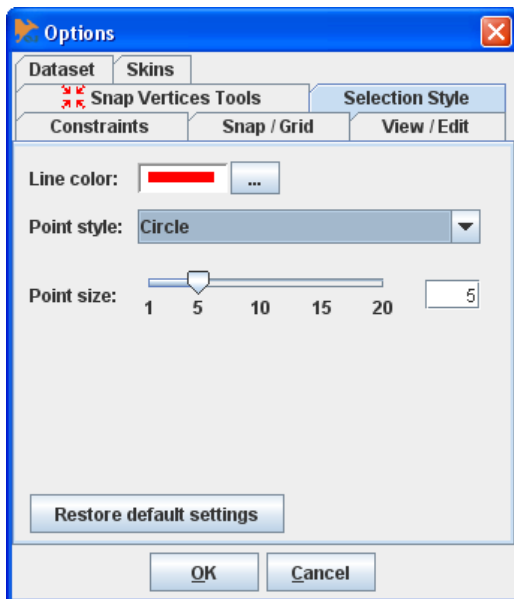 Options
Dataset Skins
Snap Vertices Tools Selection Style
Constraints Snap / Grid View / Edit
Line color: ...
Point style: Circle
Point size: 5
1 5 10 15 20
Restore default settings
OK Cancel